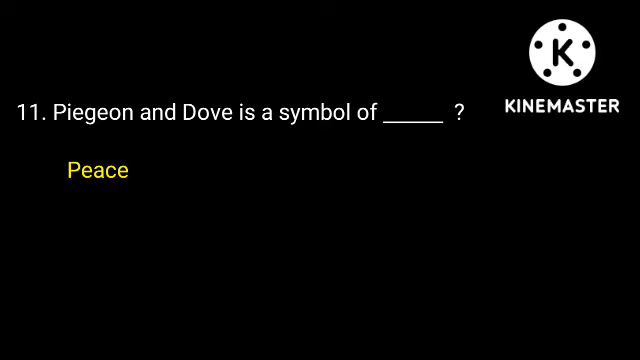 KINEMASTER
11. Piegeon and Dove is a symbol of ______ ?
Peace